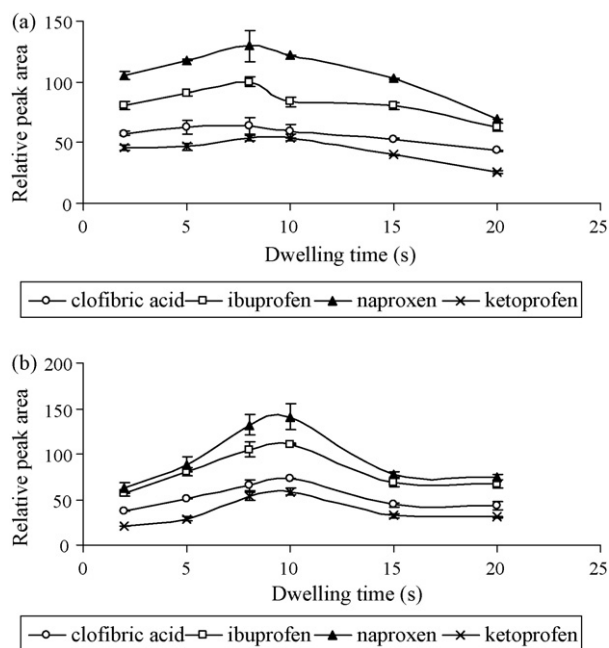 (a)
150
100
50
0
Relative peak area
0 5 10 15 20 25
Dwelling time (s)
clofibric acid ibuprofen naproxen ketoprofen
(b)
200
150
100
50
0
Relative peak area
0 5 10 15 20 25
Dwelling time (s)
clofibric acid ibuprofen naproxen ketoprofen